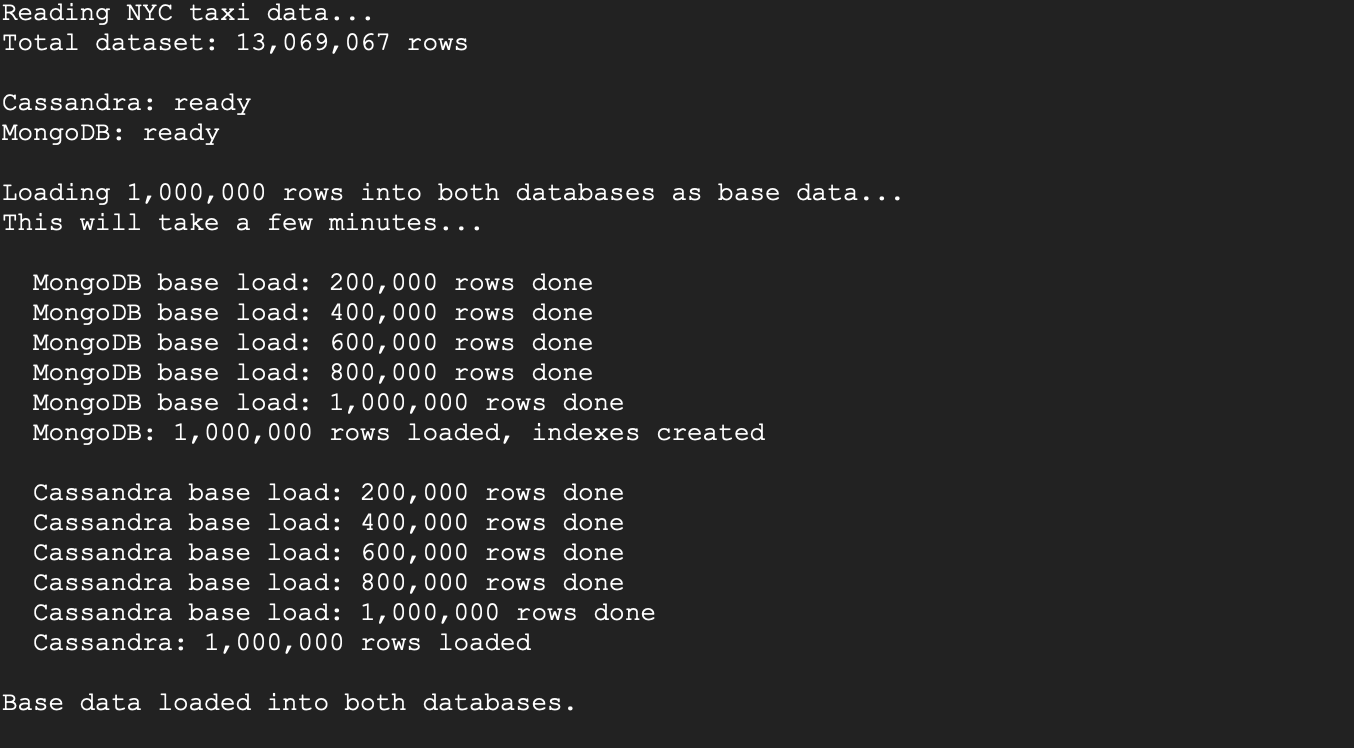 Reading NYC taxi data...
Total dataset: 13,069,067 rows
Cassandra: ready
MongoDB: ready
Loading 1,000,000 rows into both databases as base data...
This will take a few minutes...
MongoDB base load: 200,000 rows done
MongoDB base load: 400,000 rows done
MongoDB base load: 600,000 rows done
MongoDB base load: 800,000 rows done
MongoDB base load: 1,000,000 rows done
MongoDB: 1,000,000 rows loaded, indexes created
Cassandra base load: 200,000 rows done
Cassandra base load: 400,000 rows done
Cassandra base load: 600,000 rows done
Cassandra base load: 800,000 rows done
Cassandra base load: 1,000,000 rows done
Cassandra: 1,000,000 rows loaded
Base data loaded into both databases.